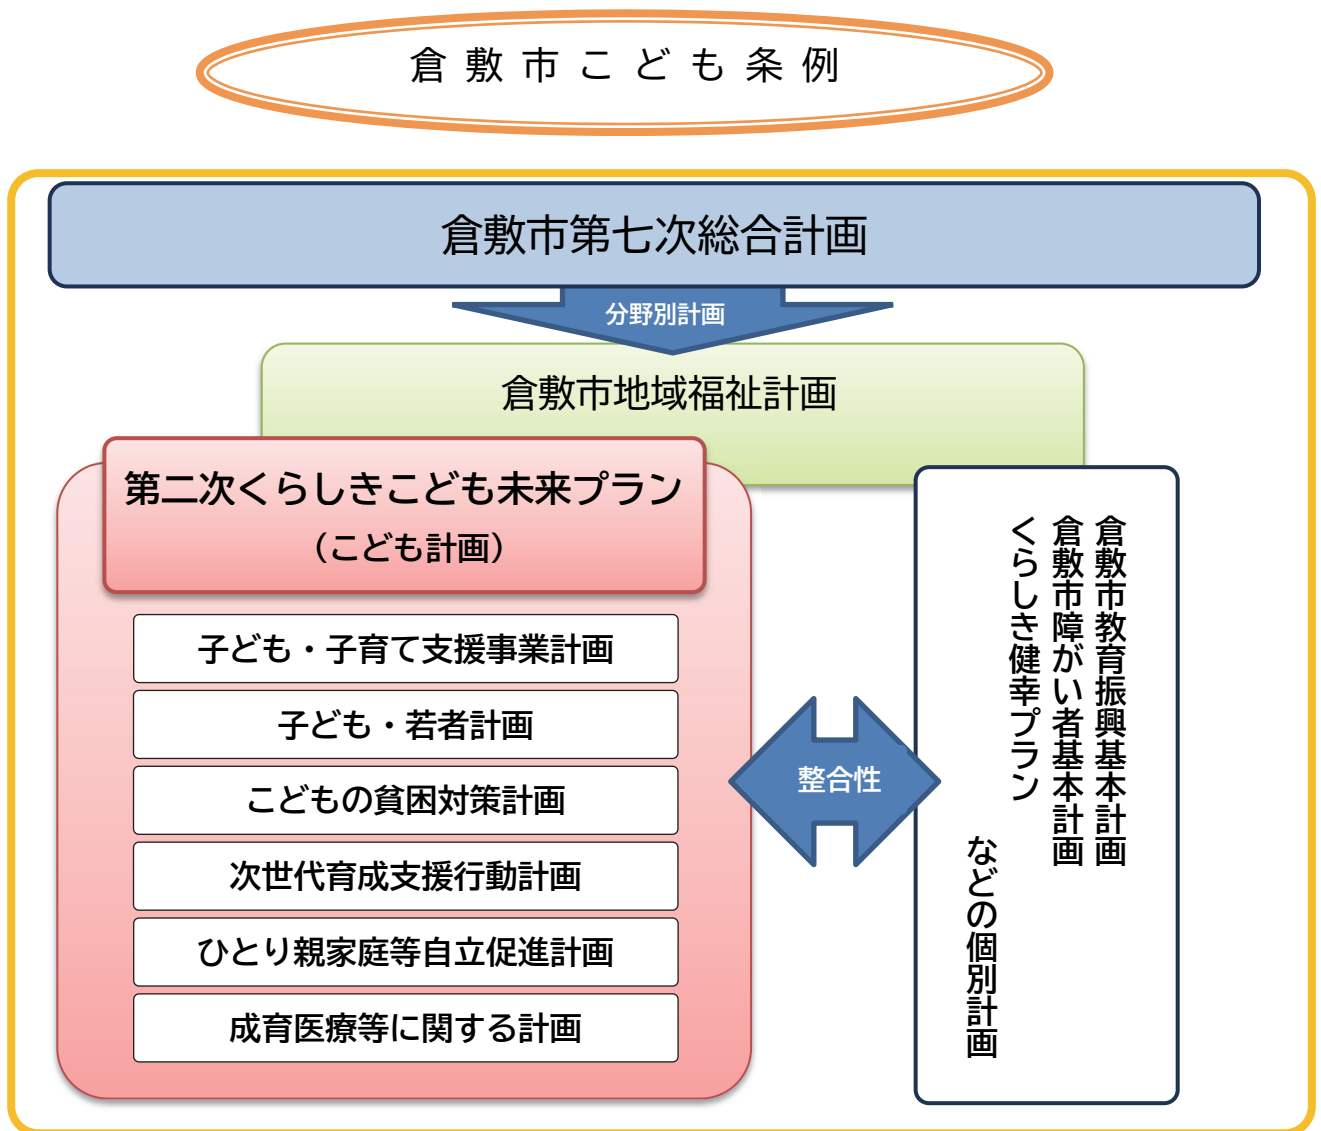 倉敷市こども条例
倉敷市第七次総合計画
分野別計画
倉敷市地域福祉計画
第二次くらしきこども未来プラン
（こども計画）
子ども・子育て支援事業計画
子ども・若者計画
こどもの貧困対策計画
次世代育成支援行動計画
ひとり親家庭等自立促進計画
成育医療等に関する計画
整合性
倉敷市教育振興基本計画
倉敷市障がい者基本計画
くらしき健幸プラン
などの個別計画